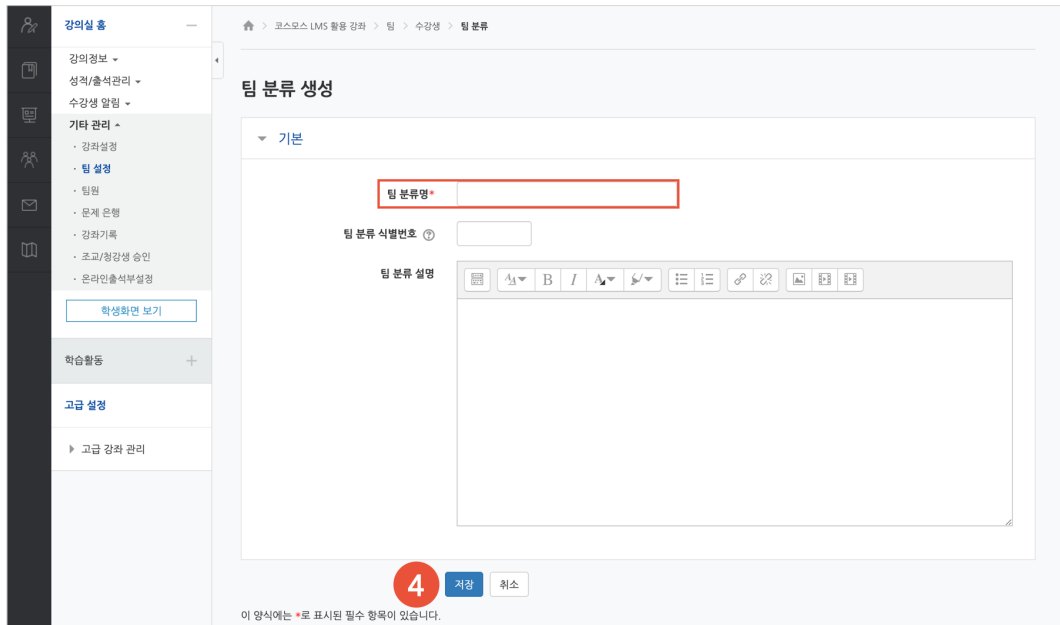 강의실 홈
코스모스 LMS 활용 강좌 > 팀 > 수강생 > 팀 분류
강의정보
성적/출석관리
수강생 알림
기타 관리
· 강좌설정
· 팀 설정
· 팀원
· 문제 은행
· 강좌기록
· 조교/청강생 승인
· 온라인출석부설정
학생화면 보기
학습활동
고급 설정
고급 강좌 관리
팀 분류 생성
기본
팀 분류명*
팀 분류 식별번호 ?
팀 분류 설명
B I A
4 저장 취소
이 양식에는 *로 표시된 필수 항목이 있습니다.